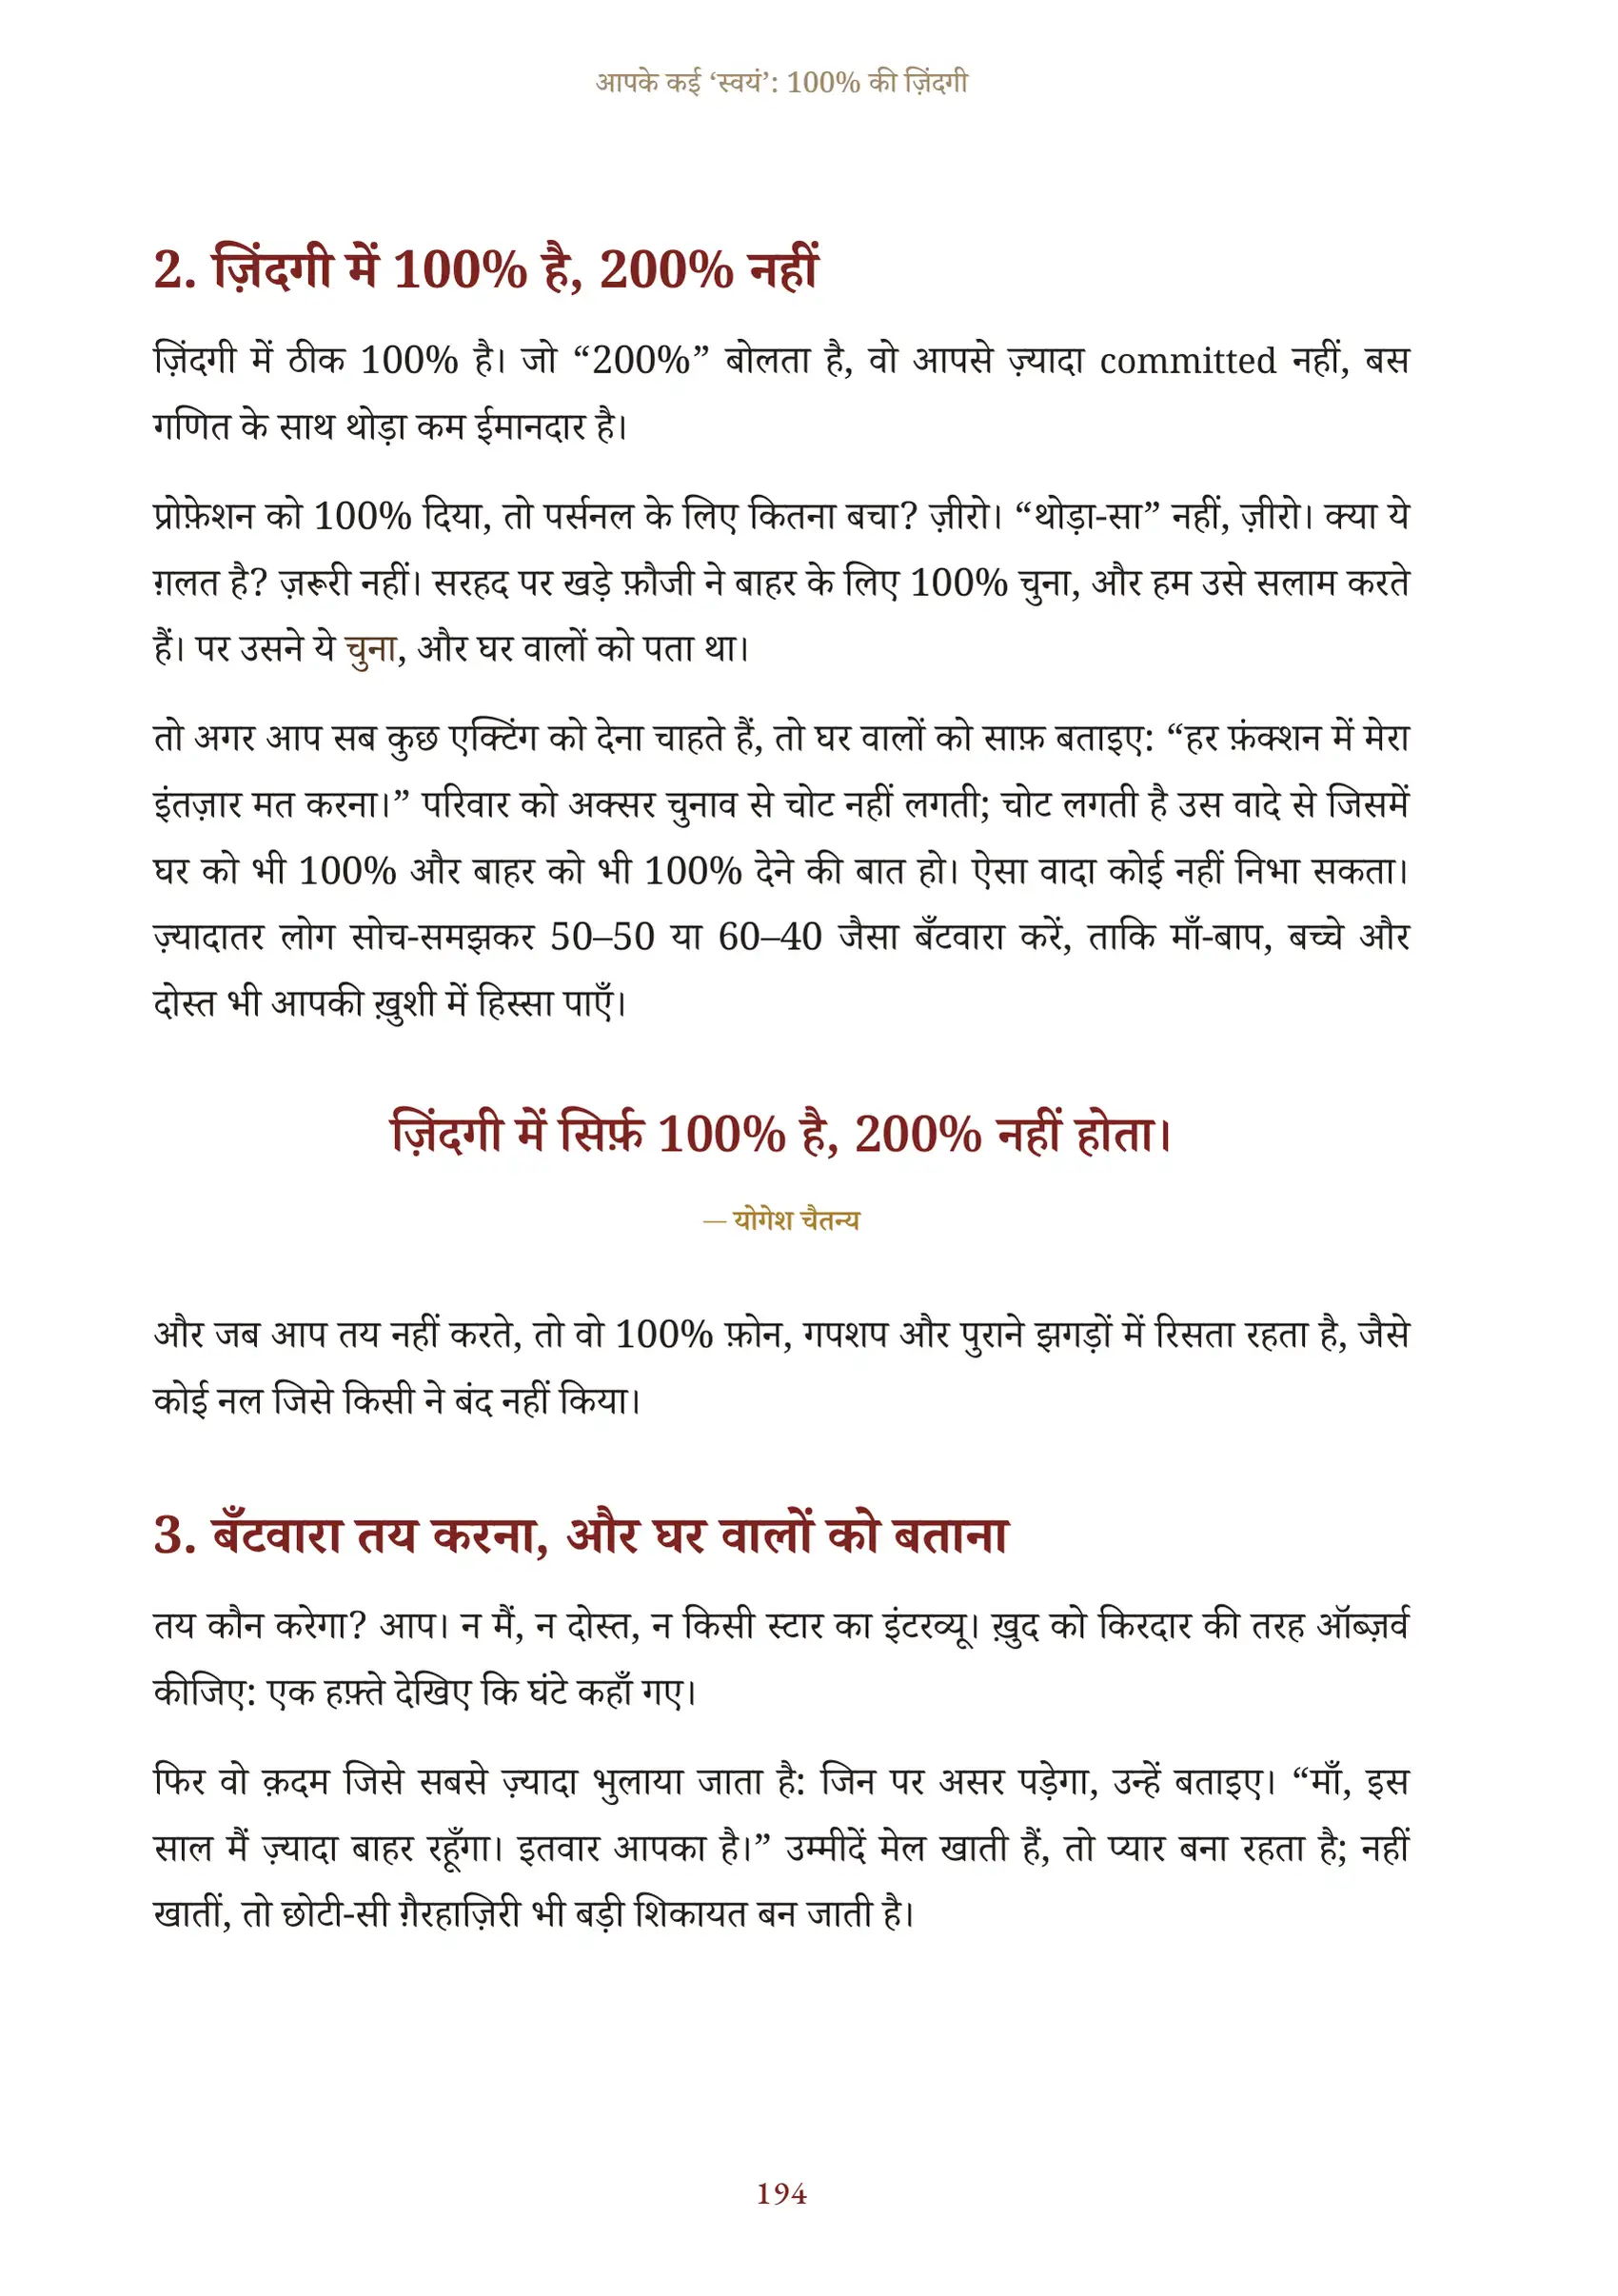 आपके कई ‘स्वयं’: 100% की ज़िंदगी
2. ज़िंदगी में 100% है, 200% नहीं
ज़िंदगी में ठीक 100% है। जो “200%” बोलता है, वो आपसे ज़्यादा committed नहीं, बस
गणित के साथ थोड़ा कम ईमानदार है।
प्रोफ़ेशन को 100% दिया, तो पर्सनल के लिए कितना बचा? ज़ीरो। “थोड़ा-सा” नहीं, ज़ीरो। क्या ये
ग़लत है? ज़रूरी नहीं। सरहद पर खड़े फ़ौजी ने बाहर के लिए 100% चुना, और हम उसे सलाम करते
हैं। पर उसने ये चुना, और घर वालों को पता था।
तो अगर आप सब कुछ एक्टिंग को देना चाहते हैं, तो घर वालों को साफ़ बताइए: “हर फ़ंक्शन में मेरा
इंतज़ार मत करना।” परिवार को अक्सर चुनाव से चोट नहीं लगती; चोट लगती है उस वादे से जिसमें
घर को भी 100% और बाहर को भी 100% देने की बात हो। ऐसा वादा कोई नहीं निभा सकता।
ज़्यादातर लोग सोच-समझकर 50–50 या 60–40 जैसा बँटवारा करें, ताकि माँ-बाप, बच्चे और
दोस्त भी आपकी ख़ुशी में हिस्सा पाएँ।
ज़िंदगी में सिर्फ़ 100% है, 200% नहीं होता।
— योगेश चैतन्य
और जब आप तय नहीं करते, तो वो 100% फ़ोन, गपशप और पुराने झगड़ों में रिसता रहता है, जैसे
कोई नल जिसे किसी ने बंद नहीं किया।
3. बँटवारा तय करना, और घर वालों को बताना
तय कौन करेगा? आप। न मैं, न दोस्त, न किसी स्टार का इंटरव्यू। ख़ुद को किरदार की तरह ऑब्ज़र्व
कीजिए: एक हफ़्ते देखिए कि घंटे कहाँ गए।
फिर वो क़दम जिसे सबसे ज़्यादा भुलाया जाता है: जिन पर असर पड़ेगा, उन्हें बताइए। “माँ, इस
साल मैं ज़्यादा बाहर रहूँगा। इतवार आपका है।” उम्मीदें मेल खाती हैं, तो प्यार बना रहता है; नहीं
खातीं, तो छोटी-सी ग़ैरहाज़िरी भी बड़ी शिकायत बन जाती है।
194